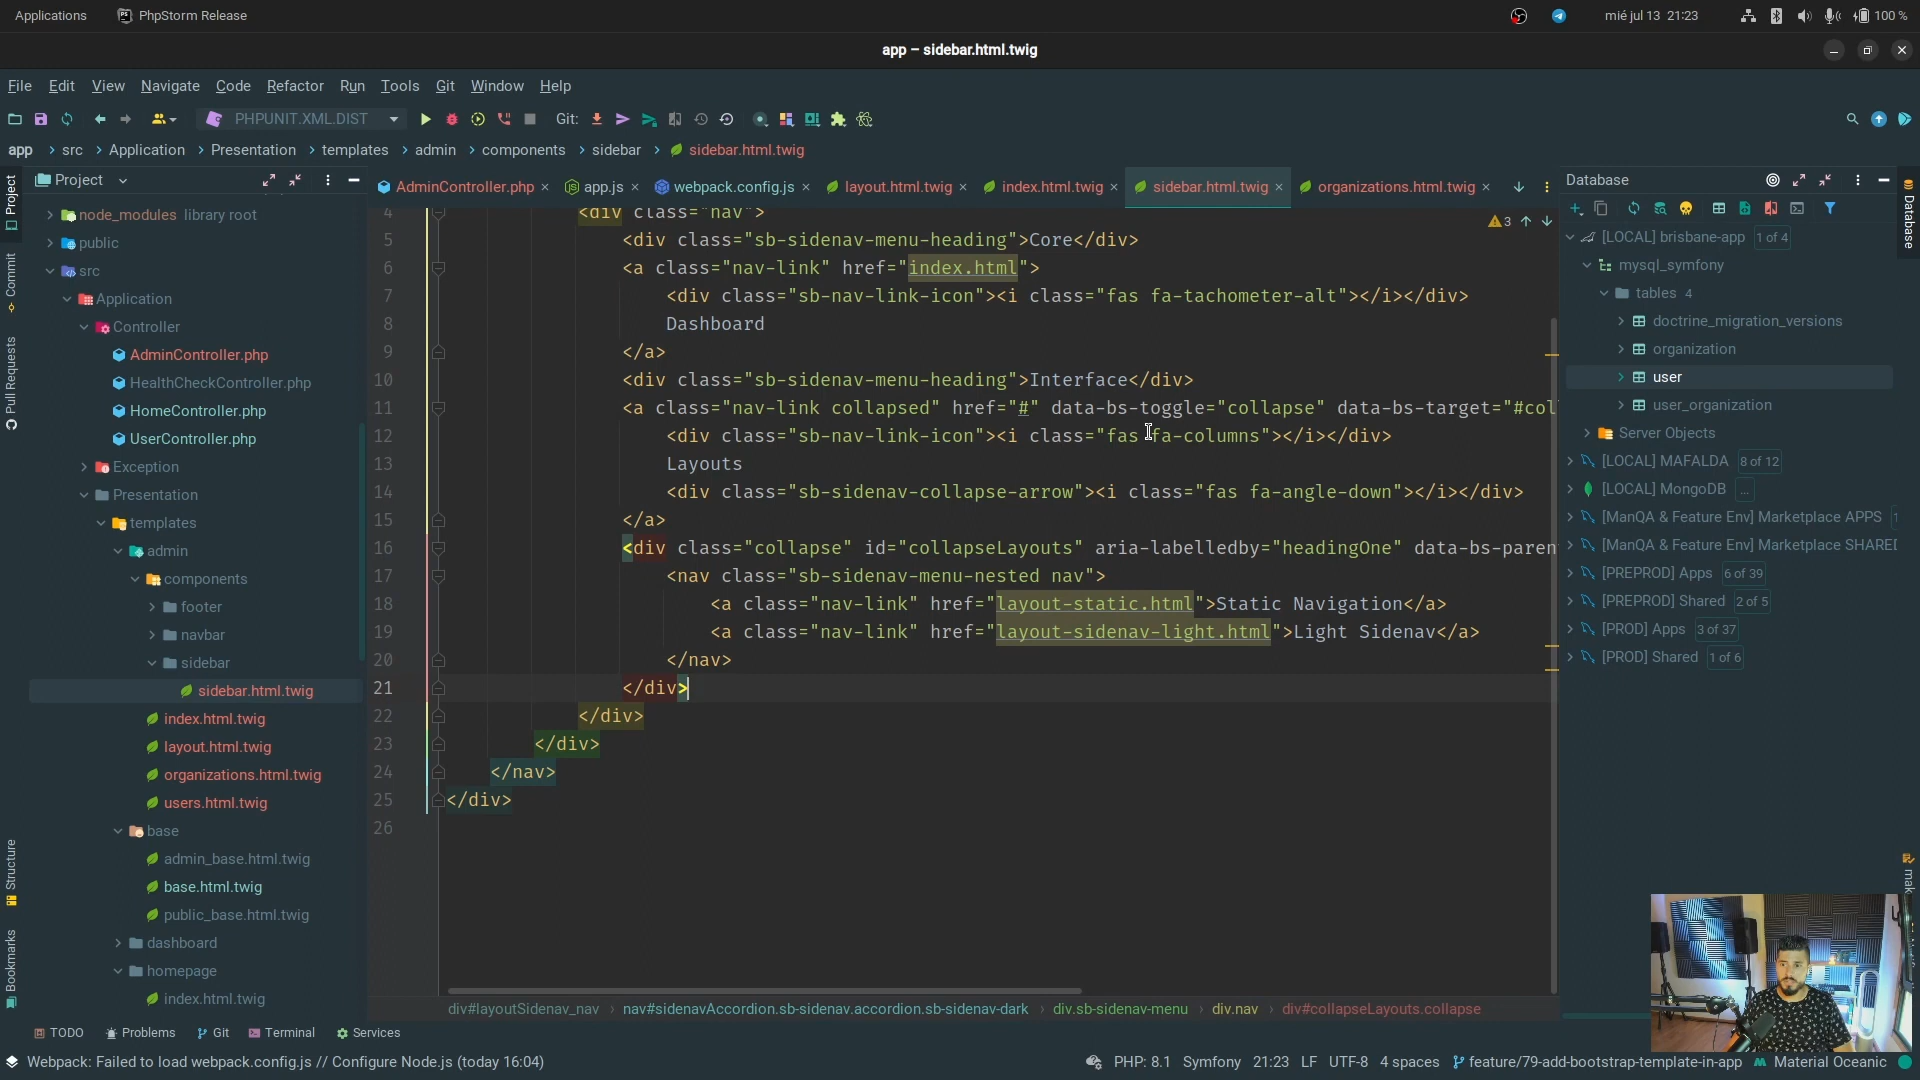 Applications PhpStorm Release mié jul 13 21:23 100 %
app – sidebar.html.twig
File Edit View Navigate Code Refactor Run Tools Git Window Help
PHPUNIT.XML.DIST Git:
app > src > Application > Presentation > templates > admin > components > sidebar > sidebar.html.twig
Project
AdminController.php app.js webpack.config.js layout.html.twig index.html.twig sidebar.html.twig organizations.html.twig
Database
Project
Commit
Pull Requests
Structure
Bookmarks
node_modules library root
public
src
Application
Controller
AdminController.php
HealthCheckController.php
HomeController.php
UserController.php
Exception
Presentation
templates
admin
components
footer
navbar
sidebar
sidebar.html.twig
index.html.twig
layout.html.twig
organizations.html.twig
users.html.twig
base
admin_base.html.twig
base.html.twig
public_base.html.twig
dashboard
homepage
index.html.twig
3
4 <div class="nav">
5 <div class="sb-sidenav-menu-heading">Core</div>
6 <a class="nav-link" href="index.html">
7 <div class="sb-nav-link-icon"><i class="fas fa-tachometer-alt"></i></div>
8 Dashboard
9 </a>
10 <div class="sb-sidenav-menu-heading">Interface</div>
11 <a class="nav-link collapsed" href="#" data-bs-toggle="collapse" data-bs-target="#col
12 <div class="sb-nav-link-icon"><i class="fas fa-columns"></i></div>
13 Layouts
14 <div class="sb-sidenav-collapse-arrow"><i class="fas fa-angle-down"></i></div>
15 </a>
16 <div class="collapse" id="collapseLayouts" aria-labelledby="headingOne" data-bs-paren
17 <nav class="sb-sidenav-menu-nested nav">
18 <a class="nav-link" href="layout-static.html">Static Navigation</a>
19 <a class="nav-link" href="layout-sidenav-light.html">Light Sidenav</a>
20 </nav>
21 </div>
22 </div>
23 </div>
24 </nav>
25 </div>
26
Database
[LOCAL] brisbane-app 1 of 4
mysql_symfony
tables 4
doctrine_migration_versions
organization
user
user_organization
Server Objects
[LOCAL] MAFALDA 8 of 12
[LOCAL] MongoDB ...
[ManQA & Feature Env] Marketplace APPS 1
[ManQA & Feature Env] Marketplace SHARED
[PREPROD] Apps 6 of 39
[PREPROD] Shared 2 of 5
[PROD] Apps 3 of 37
[PROD] Shared 1 of 6
mak
div#layoutSidenav_nav > nav#sidenavAccordion.sb-sidenav.accordion.sb-sidenav-dark > div.sb-sidenav-menu > div.nav > div#collapseLayouts.collapse
TODO Problems Git Terminal Services
Webpack: Failed to load webpack.config.js // Configure Node.js (today 16:04) PHP: 8.1 Symfony 21:23 LF UTF-8 4 spaces feature/79-add-bootstrap-template-in-app Material Oceanic